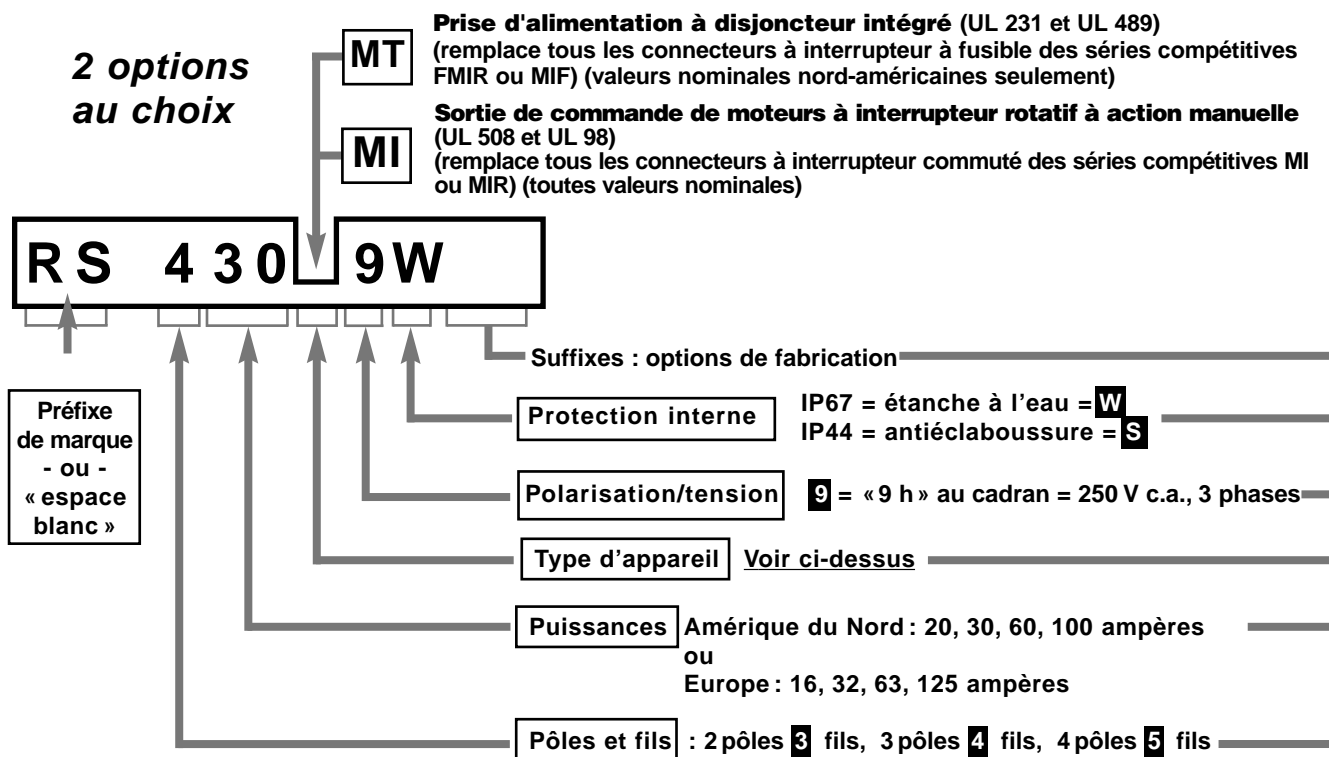 2 options
au choix
MT
Prise d'alimentation à disjoncteur intégré (UL 231 et UL 489)
(remplace tous les connecteurs à interrupteur à fusible des séries compétitives
FMIR ou MIF) (valeurs nominales nord-américaines seulement)
MI
Sortie de commande de moteurs à interrupteur rotatif à action manuelle
(UL 508 et UL 98)
(remplace tous les connecteurs à interrupteur commuté des séries compétitives MI
ou MIR) (toutes valeurs nominales)
RS 430 9W
Préfixe
de marque
- ou -
« espace
blanc »
Suffixes : options de fabrication
Protection interne
IP67 = étanche à l’eau = W
IP44 = antiéclaboussure = S
Polarisation/tension 9 = « 9 h » au cadran = 250 V c.a., 3 phases
Type d’appareil Voir ci-dessus
Puissances Amérique du Nord : 20, 30, 60, 100 ampères
ou
Europe : 16, 32, 63, 125 ampères
Pôles et fils : 2 pôles 3 fils, 3 pôles 4 fils, 4 pôles 5 fils